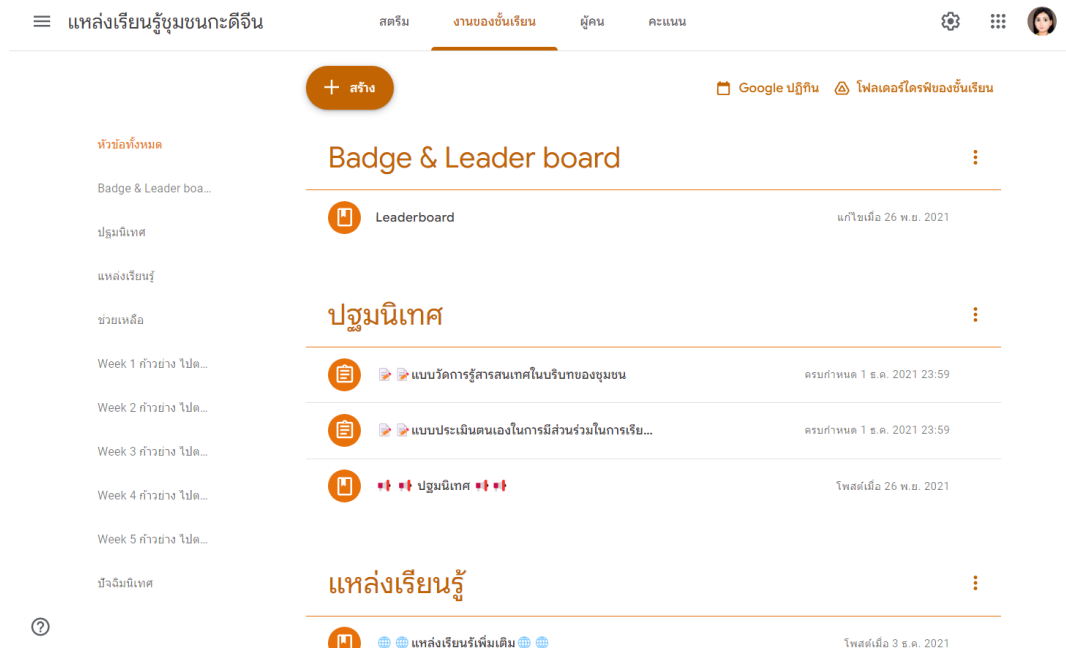 แหล่งเรียนรู้ชุมชนกะดีจีน
สตรีม งานของชั้นเรียน ผู้คน คะแนน
สร้าง
Google ปฏิทิน โฟลเดอร์ไดรฟ์ของชั้นเรียน
หัวข้อทั้งหมด
Badge & Leader boa...
ปฐมนิเทศ
แหล่งเรียนรู้
ช่วยเหลือ
Week 1 ก้าวย่าง ไปต...
Week 2 ก้าวย่าง ไปต...
Week 3 ก้าวย่าง ไปต...
Week 4 ก้าวย่าง ไปต...
Week 5 ก้าวย่าง ไปต...
ปัจฉิมนิเทศ
Badge & Leader board
Leaderboard แก้ไขเมื่อ 26 พ.ย. 2021
ปฐมนิเทศ
แบบวัดการรู้สารสนเทศในบริบทของชุมชน ครบกำหนด 1 ธ.ค. 2021 23:59
แบบประเมินตนเองในการมีส่วนร่วมในการเรีย... ครบกำหนด 1 ธ.ค. 2021 23:59
ปฐมนิเทศ โพสต์เมื่อ 26 พ.ย. 2021
แหล่งเรียนรู้
แหล่งเรียนรู้เพิ่มเติม โพสต์เมื่อ 3 ธ.ค. 2021